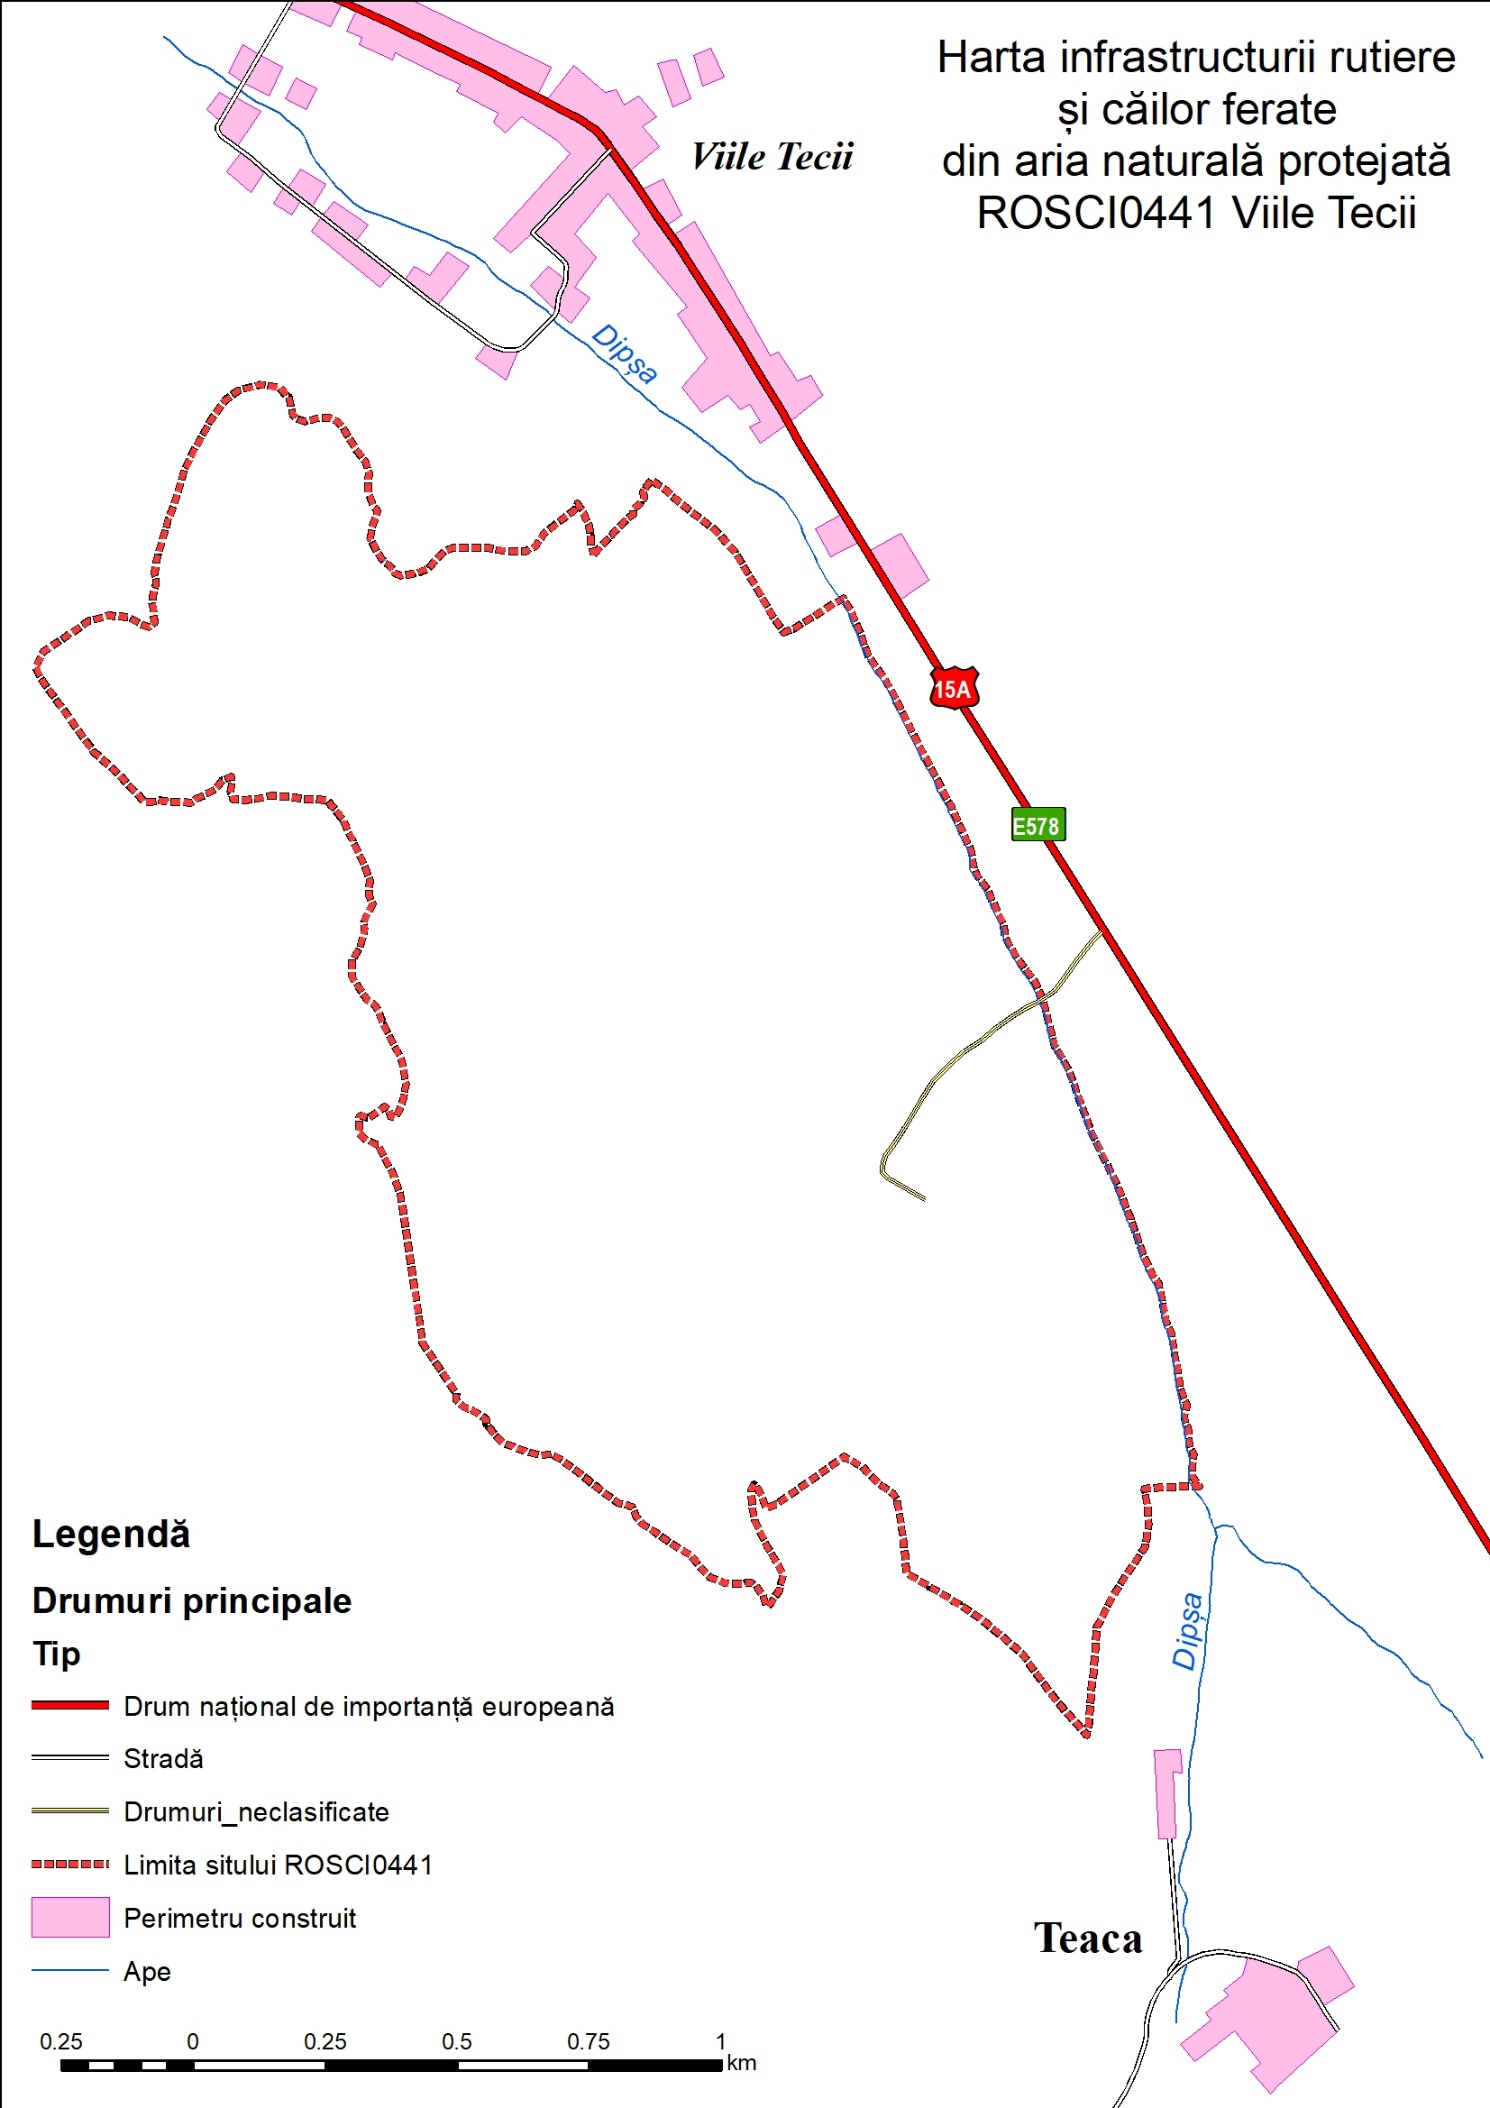 Harta infrastructurii rutiere
și căilor ferate
din aria naturală protejată
ROSCI0441 Viile Tecii
Viile Tecii
Dipșa
15A
E578
Dipșa
Teaca
Legendă
Drumuri principale
Tip
Drum național de importanță europeană
Stradă
Drumuri_neclasificate
Limita sitului ROSCI0441
Perimetru construit
Ape
0.25 0 0.25 0.5 0.75 1
km